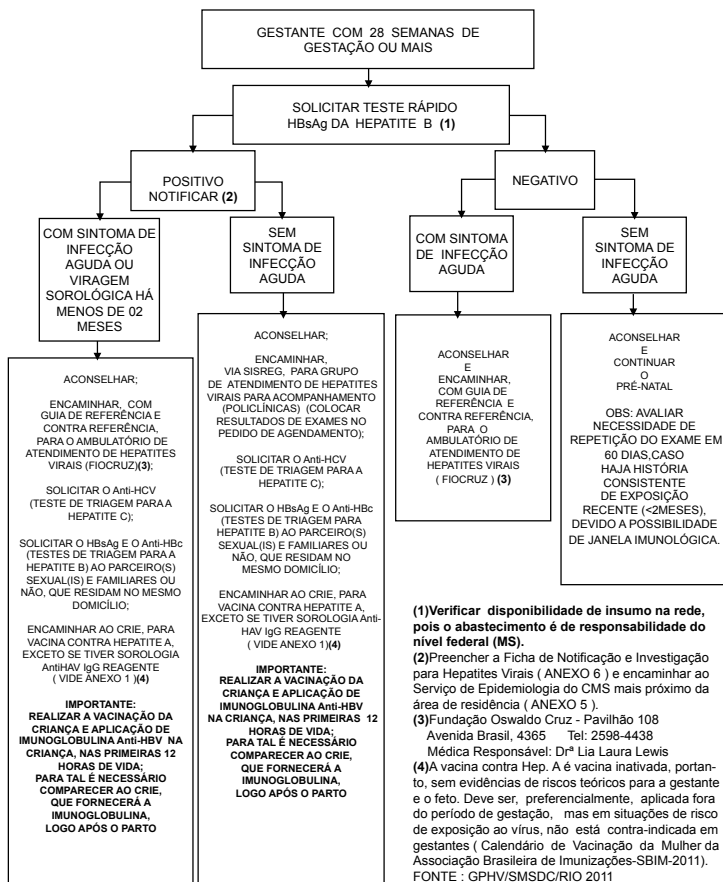 GESTANTE COM 28 SEMANAS DE
GESTAÇÃO OU MAIS
SOLICITAR TESTE RÁPIDO
HBsAg DA HEPATITE B (1)
POSITIVO
NOTIFICAR (2)
NEGATIVO
COM SINTOMA DE
INFECÇÃO
AGUDA OU
VIRAGEM
SOROLÓGICA HÁ
MENOS DE 02
MESES
SEM
SINTOMA DE
INFECÇÃO
AGUDA
COM SINTOMA
DE INFECÇÃO
AGUDA
SEM
SINTOMA DE
INFECÇÃO
AGUDA
ACONSELHAR;
ENCAMINHAR, COM
GUIA DE REFERÊNCIA E
CONTRA REFERÊNCIA,
PARA O AMBULATÓRIO DE
ATENDIMENTO DE HEPATITES
VIRAIS (FIOCRUZ)(3);
SOLICITAR O Anti-HCV
(TESTE DE TRIAGEM PARA A
HEPATITE C);
SOLICITAR O HBsAg E O Anti-HBc
(TESTES DE TRIAGEM PARA A
HEPATITE B) AO PARCEIRO(S)
SEXUAL(IS) E FAMILIARES OU
NÃO, QUE RESIDAM NO MESMO
DOMICÍLIO;
ENCAMINHAR AO CRIE, PARA
VACINA CONTRA HEPATITE A,
EXCETO SE TIVER SOROLOGIA
AntiHAV IgG REAGENTE
( VIDE ANEXO 1 )(4)
IMPORTANTE:
REALIZAR A VACINAÇÃO DA
CRIANÇA E APLICAÇÃO DE
IMUNOGLOBULINA Anti-HBV NA
CRIANÇA, NAS PRIMEIRAS 12
HORAS DE VIDA;
PARA TAL É NECESSÁRIO
COMPARECER AO CRIE,
QUE FORNECERÁ A
IMUNOGLOBULINA,
LOGO APÓS O PARTO
ACONSELHAR;
ENCAMINHAR,
VIA SISREG, PARA GRUPO
DE ATENDIMENTO DE HEPATITES
VIRAIS PARA ACOMPANHAMENTO
(POLICLÍNICAS) (COLOCAR
RESULTADOS DE EXAMES NO
PEDIDO DE AGENDAMENTO);
SOLICITAR O Anti-HCV
(TESTE DE TRIAGEM PARA A
HEPATITE C);
SOLICITAR O HBsAg E O Anti-HBc
(TESTES DE TRIAGEM PARA
HEPATITE B) AO PARCEIRO(S)
SEXUAL(IS) E FAMILIARES OU
NÃO, QUE RESIDAM NO
MESMO DOMICÍLIO;
ENCAMINHAR AO CRIE, PARA
VACINA CONTRA HEPATITE A,
EXCETO SE TIVER SOROLOGIA Anti-
HAV IgG REAGENTE
( VIDE ANEXO 1)(4)
IMPORTANTE:
REALIZAR A VACINAÇÃO DA
CRIANÇA E APLICAÇÃO DE
IMUNOGLOBULINA Anti-HBV
NA CRIANÇA, NAS PRIMEIRAS 12
HORAS DE VIDA;
PARA TAL É NECESSÁRIO
COMPARECER AO CRIE,
QUE FORNECERÁ A
IMUNOGLOBULINA,
LOGO APÓS O PARTO
ACONSELHAR
E
ENCAMINHAR,
COM GUIA DE
REFERÊNCIA E
CONTRA REFERÊNCIA,
PARA O
AMBULATÓRIO DE
ATENDIMENTO DE
HEPATITES VIRAIS
( FIOCRUZ ) (3)
ACONSELHAR
E
CONTINUAR
O
PRÉ-NATAL
OBS: AVALIAR
NECESSIDADE DE
REPETIÇÃO DO EXAME EM
60 DIAS,CASO
HAJA HISTÓRIA
CONSISTENTE
DE EXPOSIÇÃO
RECENTE (<2MESES),
DEVIDO A POSSIBILIDADE
DE JANELA IMUNOLÓGICA.
(1)Verificar disponibilidade de insumo na rede,
pois o abastecimento é de responsabilidade do
nível federal (MS).
(2)Preencher a Ficha de Notificação e Investigação
para Hepatites Virais ( ANEXO 6 ) e encaminhar ao
Serviço de Epidemiologia do CMS mais próximo da
área de residência ( ANEXO 5 ).
(3)Fundação Oswaldo Cruz - Pavilhão 108
Avenida Brasil, 4365 Tel: 2598-4438
Médica Responsável: Drª Lia Laura Lewis
(4)A vacina contra Hep. A é vacina inativada, portan-
to, sem evidências de riscos teóricos para a gestante
e o feto. Deve ser, preferencialmente, aplicada fora
do período de gestação, mas em situações de risco
de exposição ao vírus, não está contra-indicada em
gestantes ( Calendário de Vacinação da Mulher da
Associação Brasileira de Imunizações-SBIM-2011).
FONTE : GPHV/SMSDC/RIO 2011